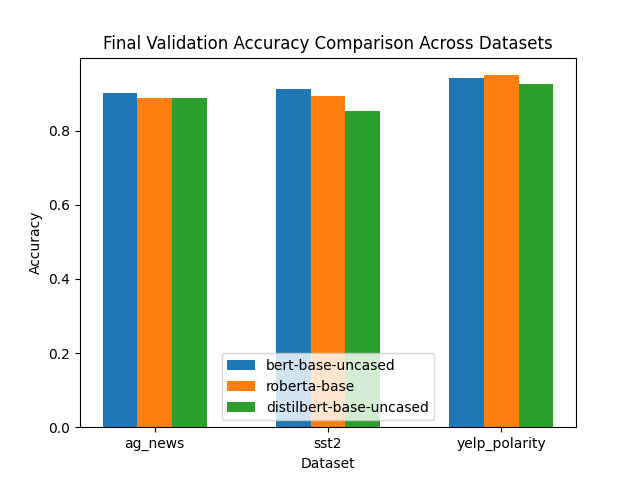 Final Validation Accuracy Comparison Across Datasets
Accuracy
0.8
0.6
0.4
0.2
0.0
bert-base-uncased
roberta-base
distilbert-base-uncased
ag_news
sst2
yelp_polarity
Dataset